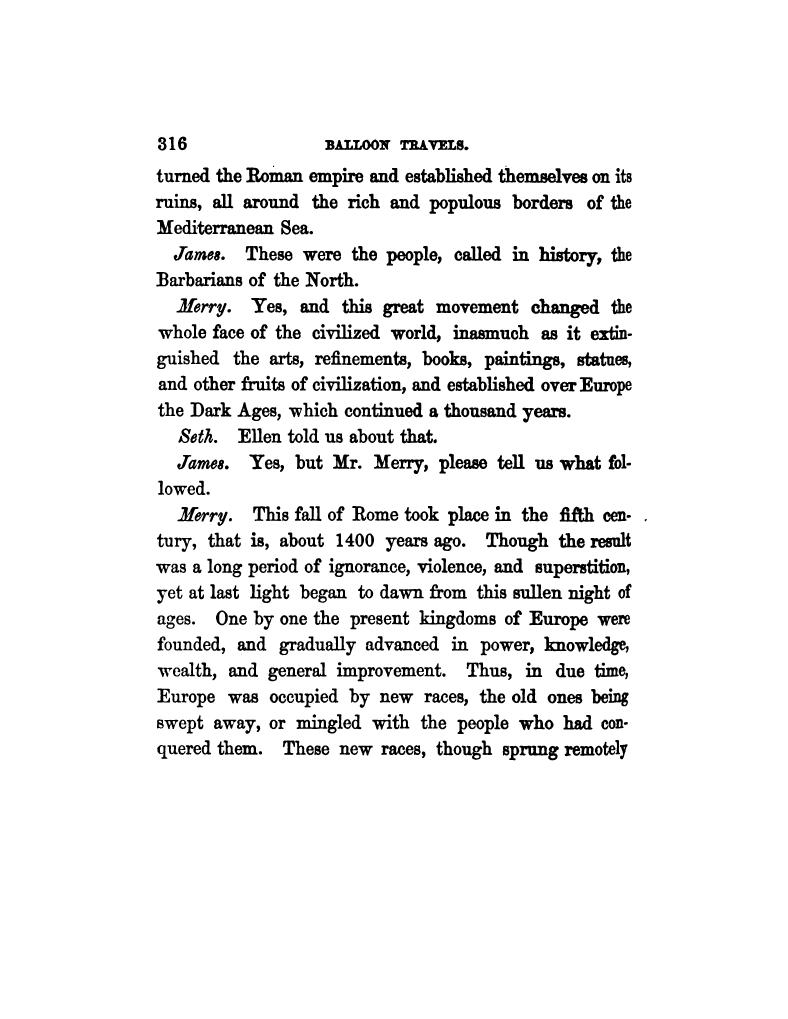 316 BALLOON TRAVELS.
turned the Roman empire and established themselves on its
ruins, all around the rich and populous borders of the
Mediterranean Sea.
James. These were the people, called in history, the
Barbarians of the North.
Merry. Yes, and this great movement changed the
whole face of the civilized world, inasmuch as it extin-
guished the arts, refinements, books, paintings, statues,
and other fruits of civilization, and established over Europe
the Dark Ages, which continued a thousand years.
Seth. Ellen told us about that.
James. Yes, but Mr. Merry, please tell us what fol-
lowed.
Merry. This fall of Rome took place in the fifth cen-
tury, that is, about 1400 years ago. Though the result
was a long period of ignorance, violence, and superstition,
yet at last light began to dawn from this sullen night of
ages. One by one the present kingdoms of Europe were
founded, and gradually advanced in power, knowledge,
wealth, and general improvement. Thus, in due time,
Europe was occupied by new races, the old ones being
swept away, or mingled with the people who had con-
quered them. These new races, though sprung remotely